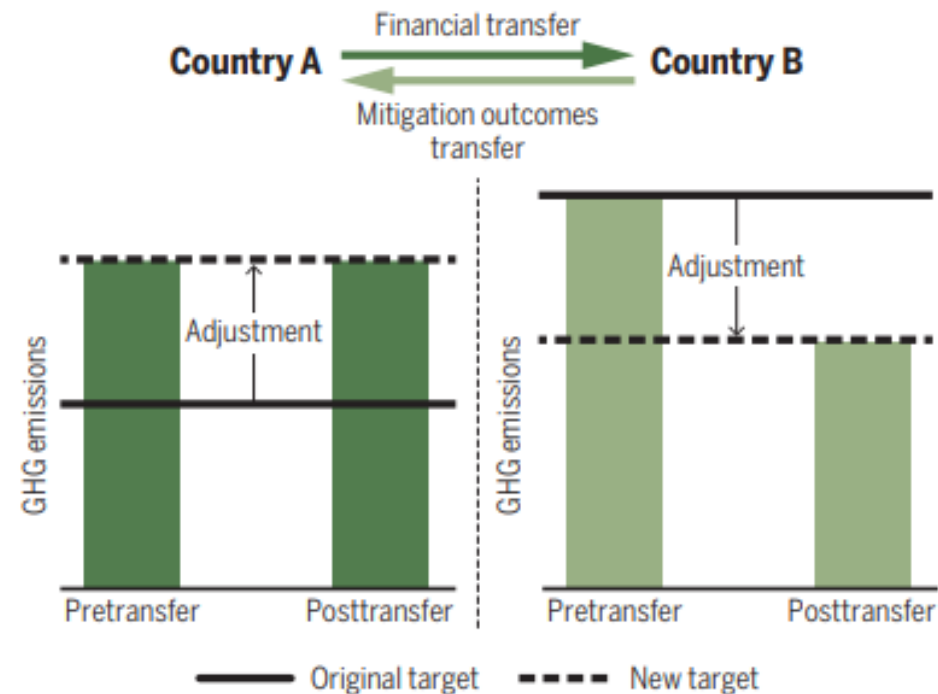 Financial transfer
Country A
Country B
Mitigation outcomes
transfer
GHG emissions
Adjustment
Pretransfer
Posttransfer
GHG emissions
Adjustment
Pretransfer
Posttransfer
Original target
New target